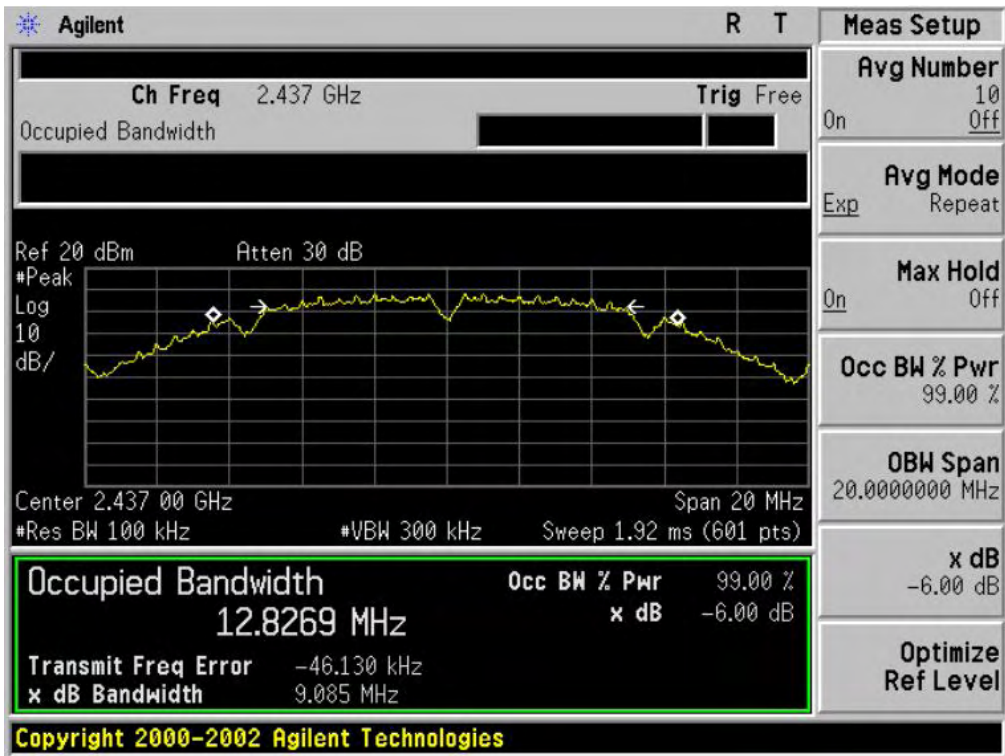 Agilent R T
Ch Freq 2.437 GHz Trig Free
Occupied Bandwidth
Ref 20 dBm Atten 30 dB
#Peak
Log
10
dB/
Center 2.437 00 GHz Span 20 MHz
#Res BW 100 kHz #VBW 300 kHz Sweep 1.92 ms (601 pts)
Occupied Bandwidth Occ BW % Pwr 99.00 %
12.8269 MHz x dB -6.00 dB
Transmit Freq Error -46.130 kHz
x dB Bandwidth 9.085 MHz
Copyright 2000-2002 Agilent Technologies
Meas Setup
Avg Number
10
On Off
Avg Mode
Exp Repeat
Max Hold
On Off
Occ BW % Pwr
99.00 %
OBW Span
20.0000000 MHz
x dB
-6.00 dB
Optimize
Ref Level